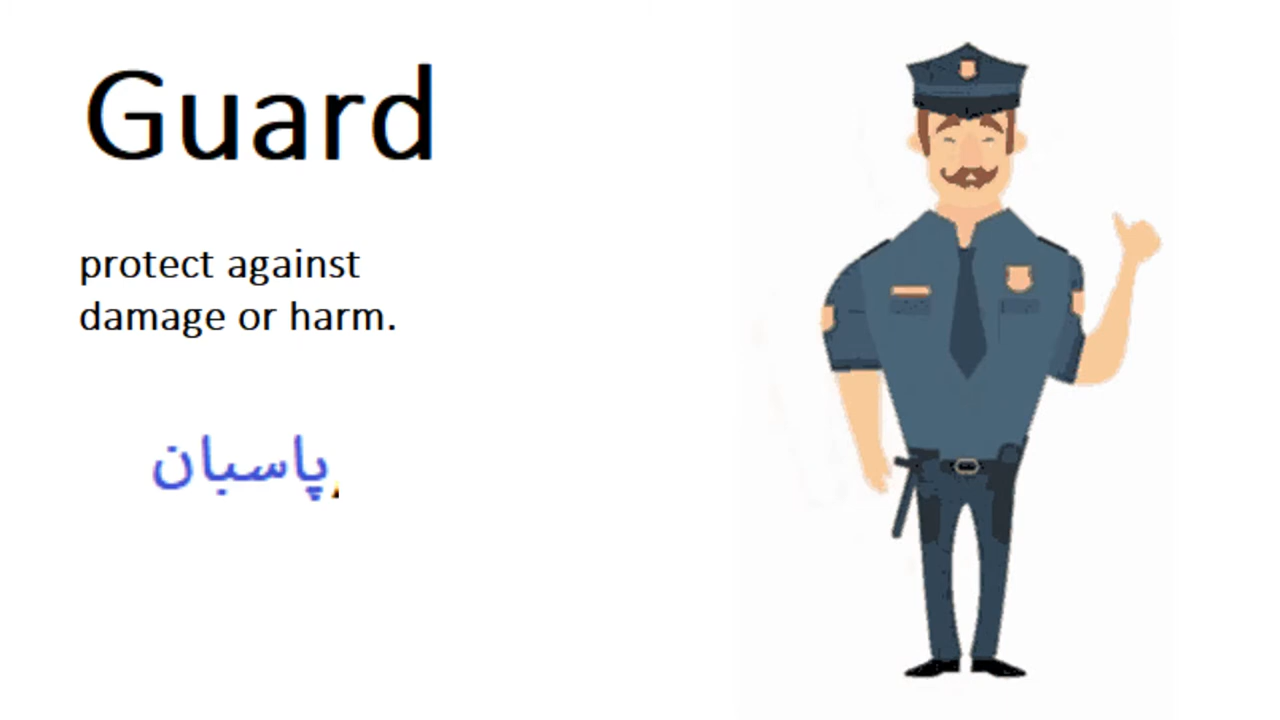 Guard
protect against
damage or harm.
پاسبان